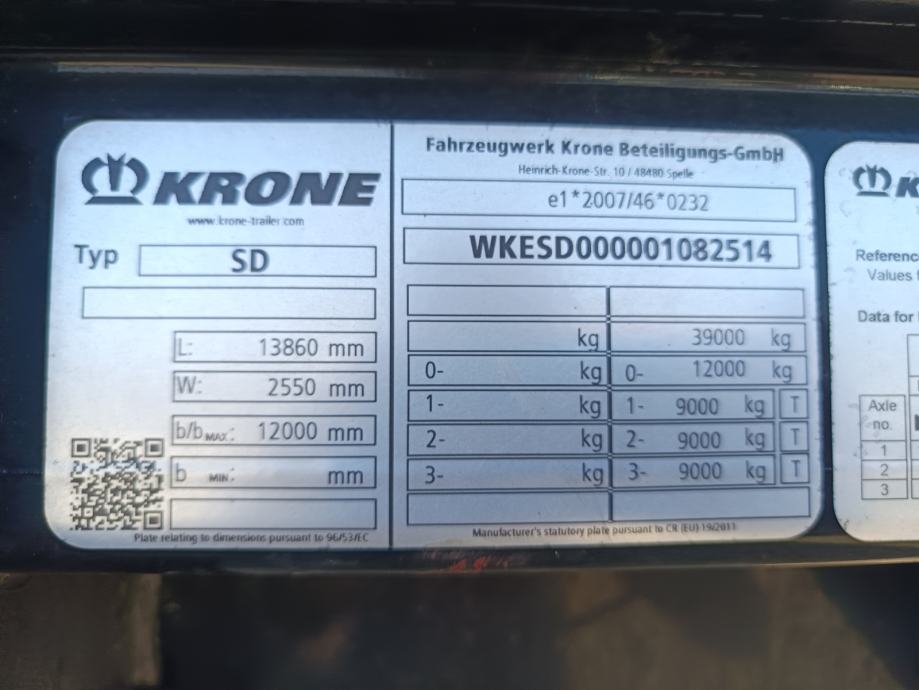 KRONE
www.krone-trailer.com
Typ SD
L: 13860 mm
W: 2550 mm
b/b MAX: 12000 mm
b MIN: mm
Plate relating to dimensions pursuant to 96/53/EC
Fahrzeugwerk Krone Beteiligungs-GmbH
Heinrich-Krone-Str. 10 / 48480 Spelle
e1*2007/46*0232
WKESD000001082514
kg 39000 kg
0- kg 0- 12000 kg
1- kg 1- 9000 kg T
2- kg 2- 9000 kg T
3- kg 3- 9000 kg T
Manufacturer's statutory plate pursuant to CR (EU) 19/2011
K
Values
Data for
Axle
no.
1
2
3